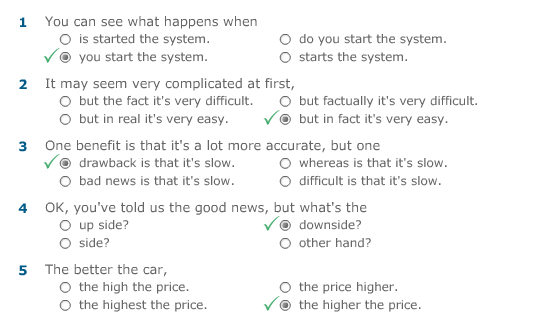 1 You can see what happens when
is started the system. do you start the system.
you start the system. starts the system.
2 It may seem very complicated at first,
but the fact it's very difficult. but factually it's very difficult.
but in real it's very easy. but in fact it's very easy.
3 One benefit is that it's a lot more accurate, but one
drawback is that it's slow. whereas is that it's slow.
bad news is that it's slow. difficult is that it's slow.
4 OK, you've told us the good news, but what's the
up side? downside?
side? other hand?
5 The better the car,
the high the price. the price higher.
the highest the price. the higher the price.